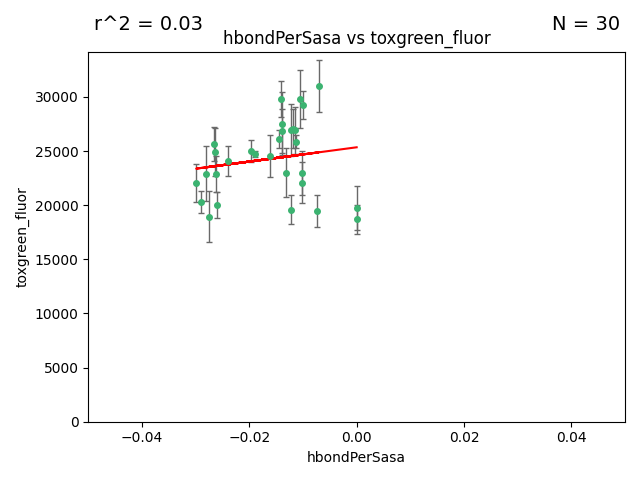 r^2 = 0.03
N = 30
hbondPerSasa vs toxgreen_fluor
toxgreen_fluor
30000
25000
20000
15000
10000
5000
0
−0.04
−0.02
0.00
0.02
0.04
hbondPerSasa